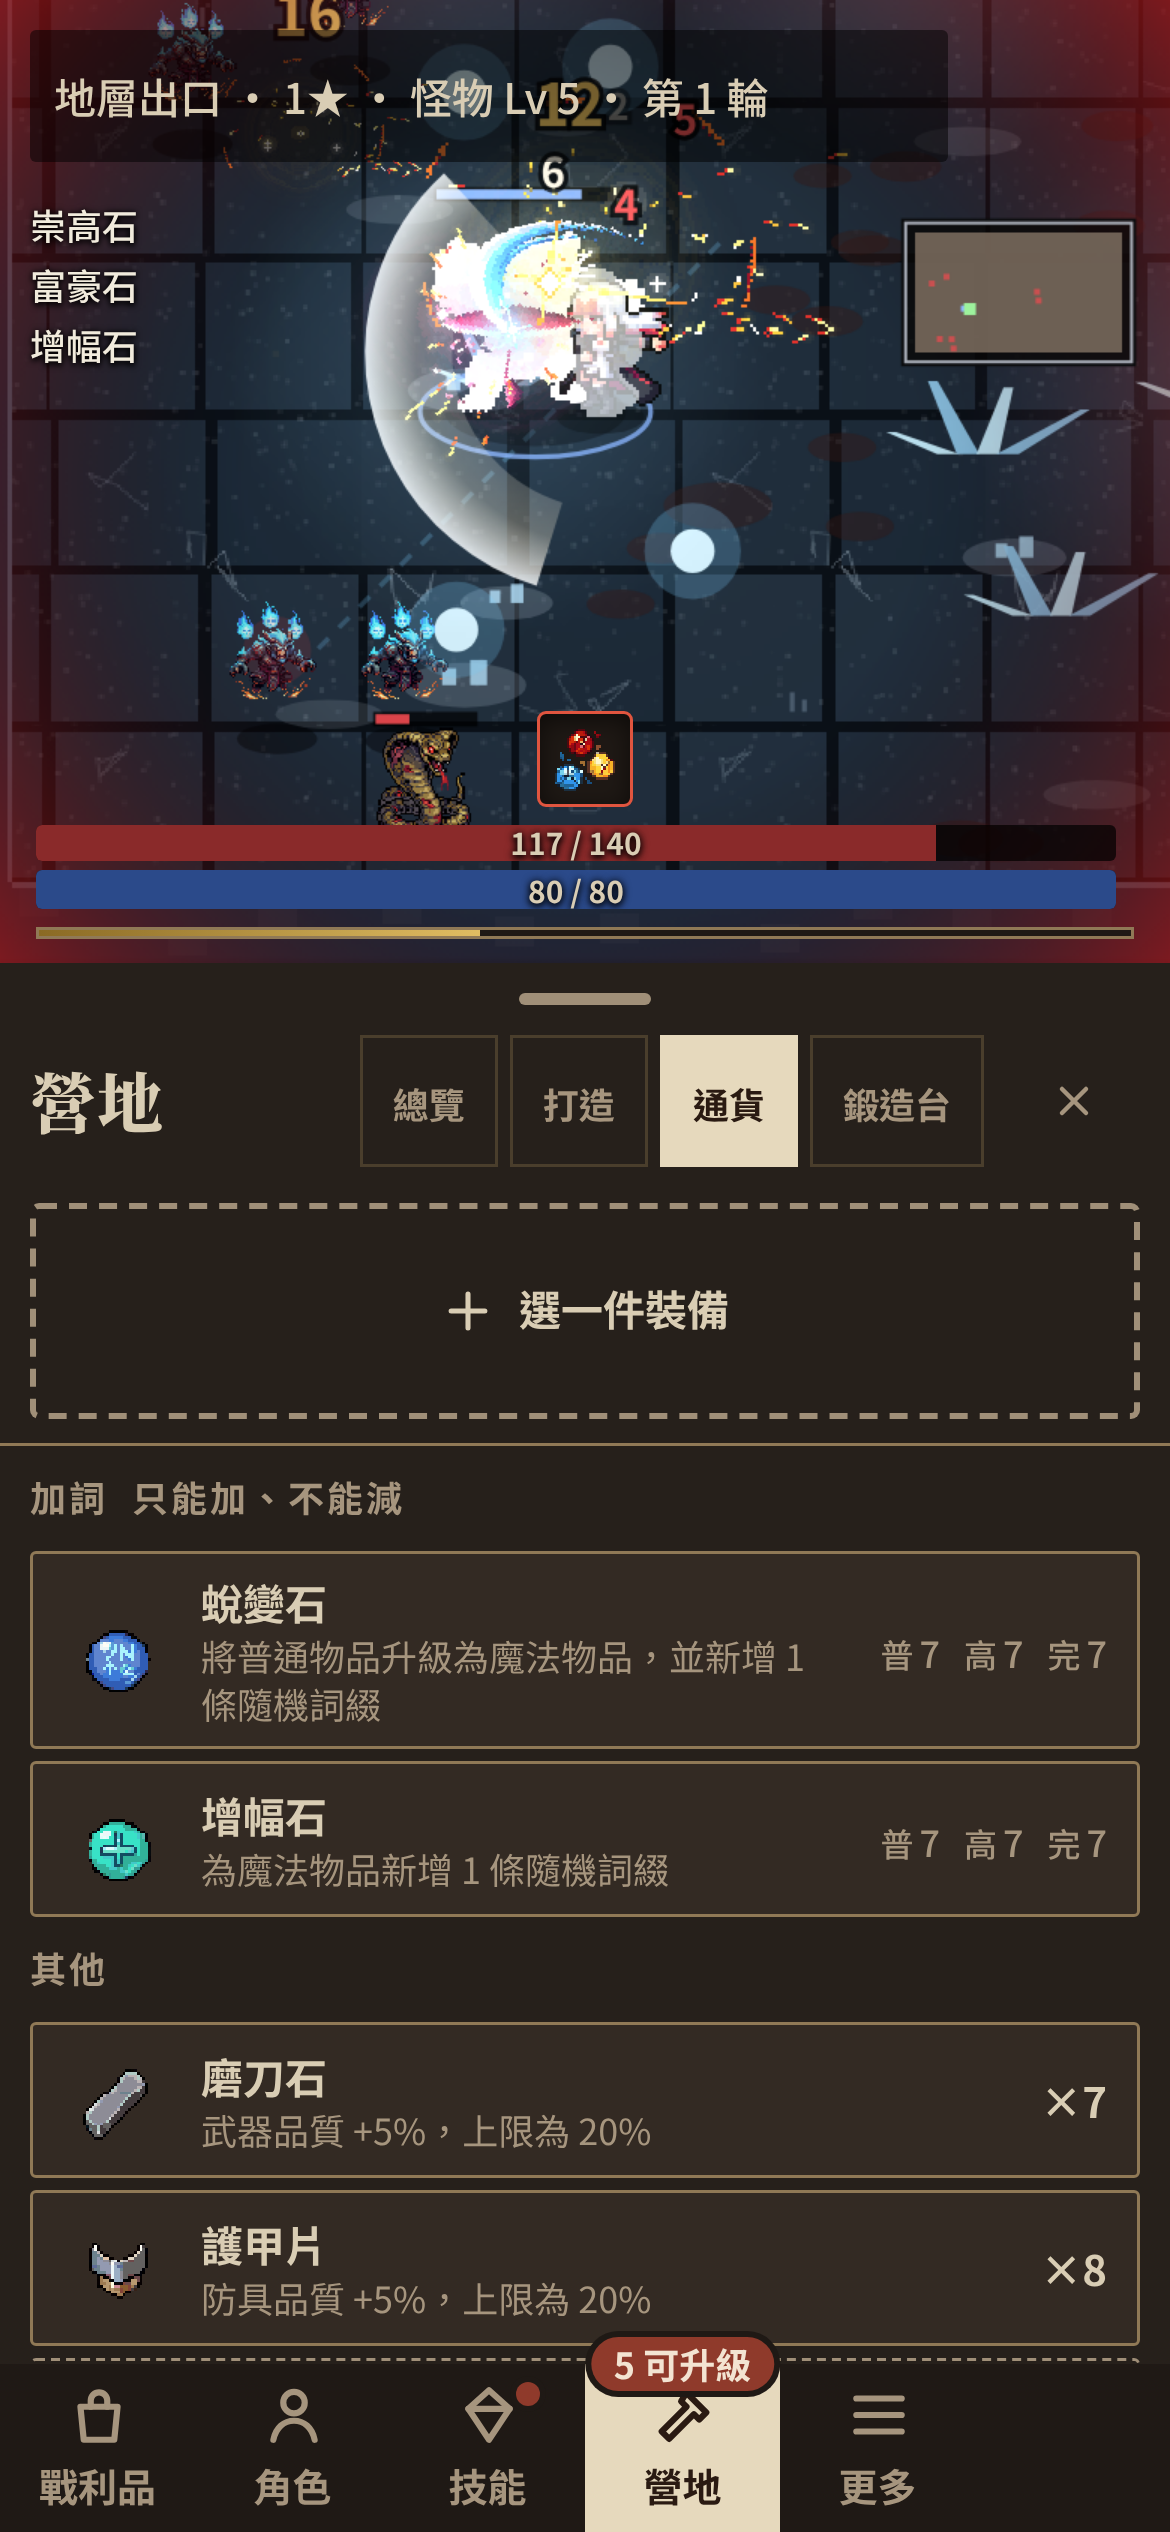 16
地層出口 · 1★ · 怪物 Lv 5 · 第 1 輪
12
2
5
6
4
崇高石
富豪石
增幅石
117 / 140
80 / 80
營地
總覽
打造
通貨
鍛造台
×
＋ 選一件裝備
加詞 只能加、不能減
蛻變石
將普通物品升級為魔法物品，並新增 1
條隨機詞綴
普7 高7 完7
增幅石
為魔法物品新增 1 條隨機詞綴
普7 高7 完7
其他
磨刀石
武器品質 +5%，上限為 20%
×7
護甲片
防具品質 +5%，上限為 20%
×8
5 可升級
戰利品
角色
技能
營地
更多